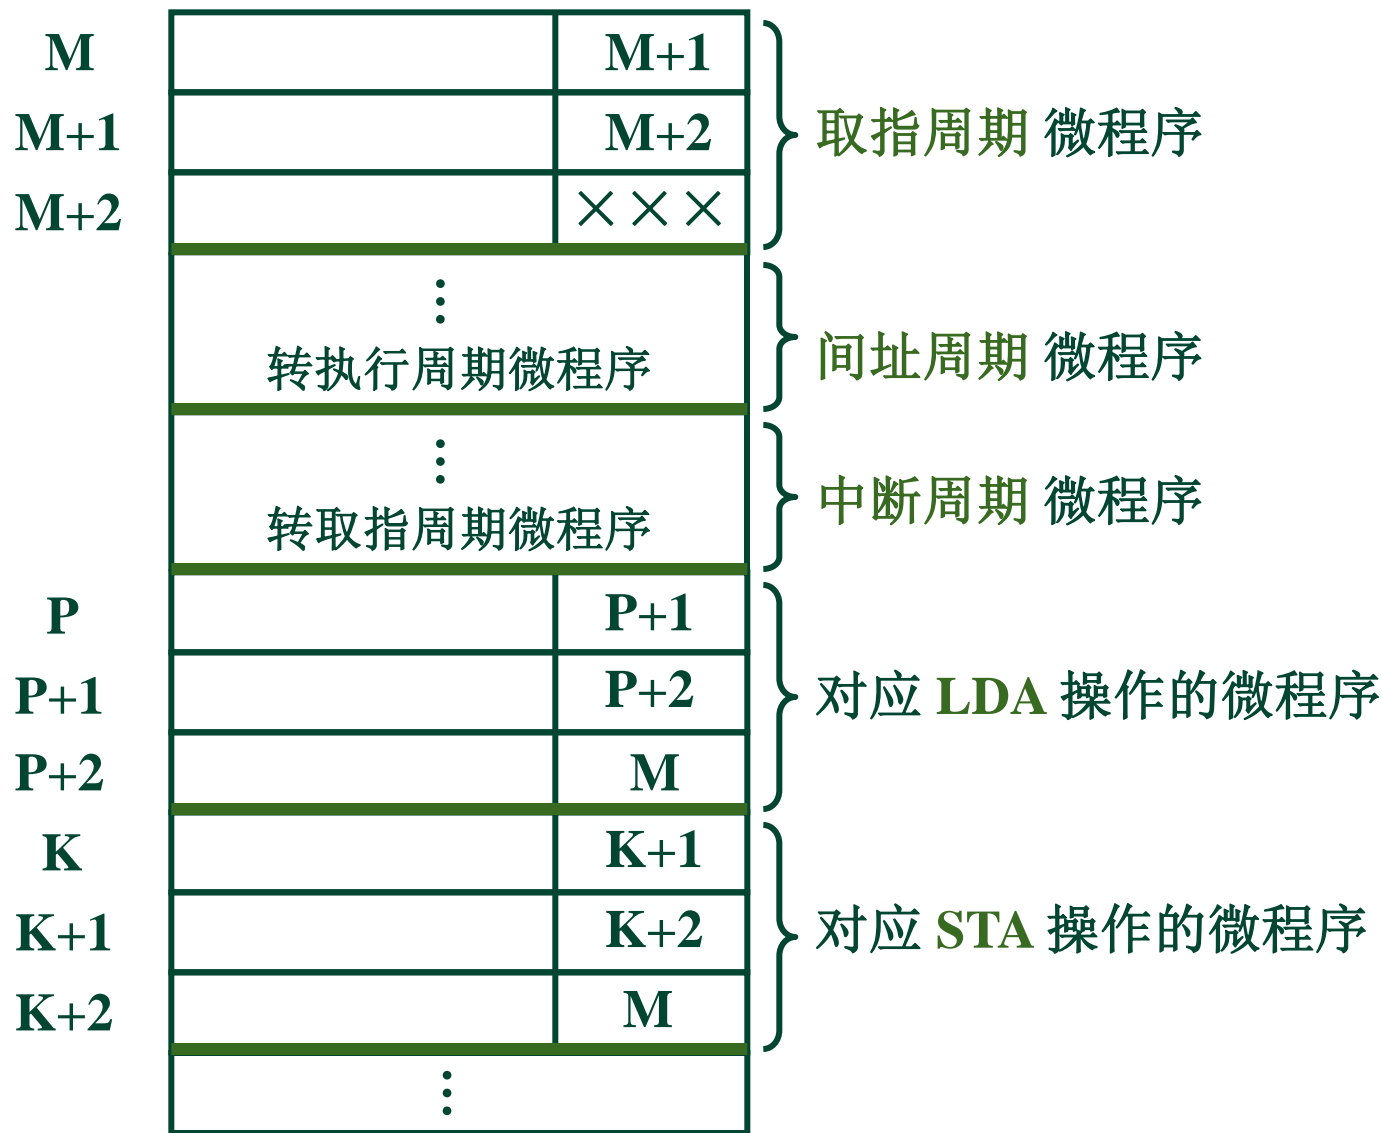 M M+1
M+1 M+2
取指周期 微程序
M+2 ×××
⋮
转执行周期微程序
间址周期 微程序
⋮
转取指周期微程序
中断周期 微程序
P P+1
P+1 P+2
对应 LDA 操作的微程序
P+2 M
K K+1
K+1 K+2
对应 STA 操作的微程序
K+2 M
⋮